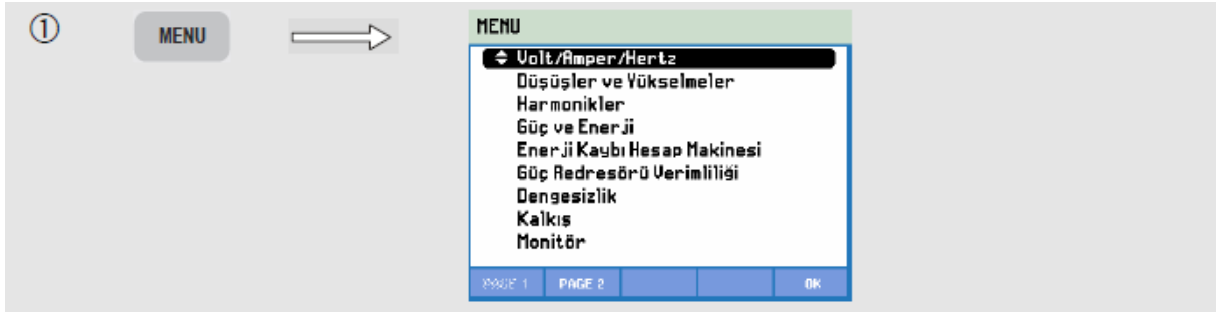 ①
MENU
MENU
Volt/Amper/Hertz
Düşüşler ve Yükselmeler
Harmonikler
Güç ve Enerji
Enerji Kaybı Hesap Makinesi
Güç Redresörü Verimliliği
Dengesizlik
Kalkış
Monitör
PAGE 1 PAGE 2 OK